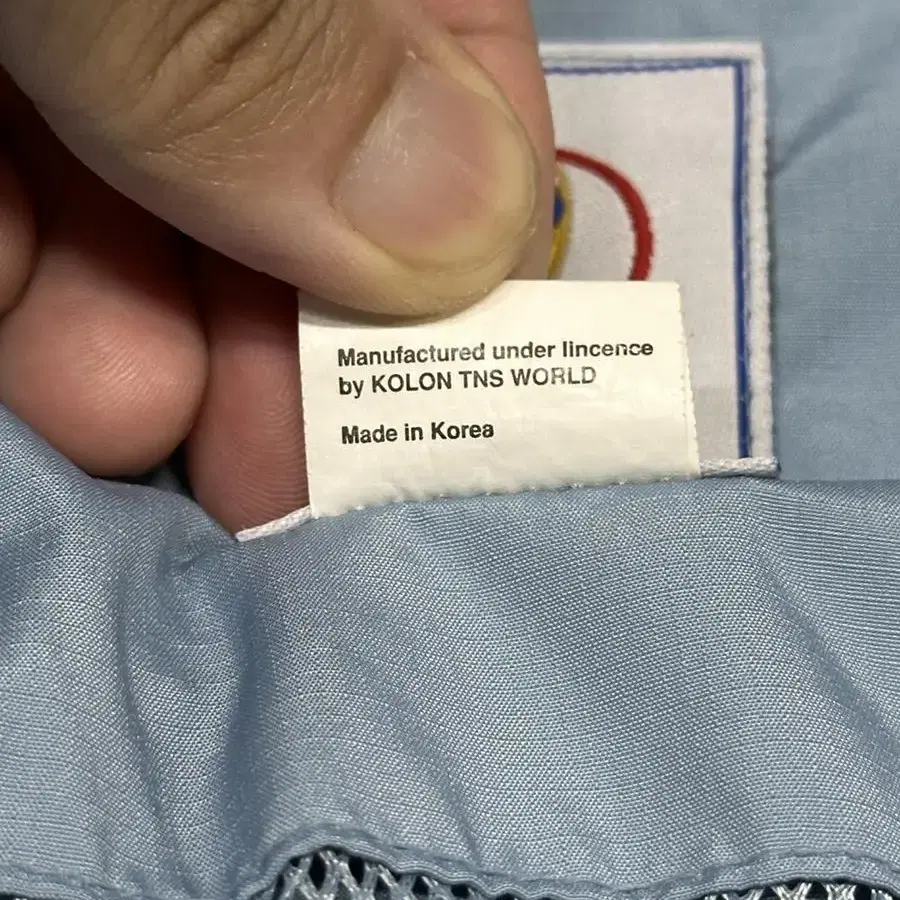 Manufactured under lincence
by KOLON TNS WORLD
Made in Korea